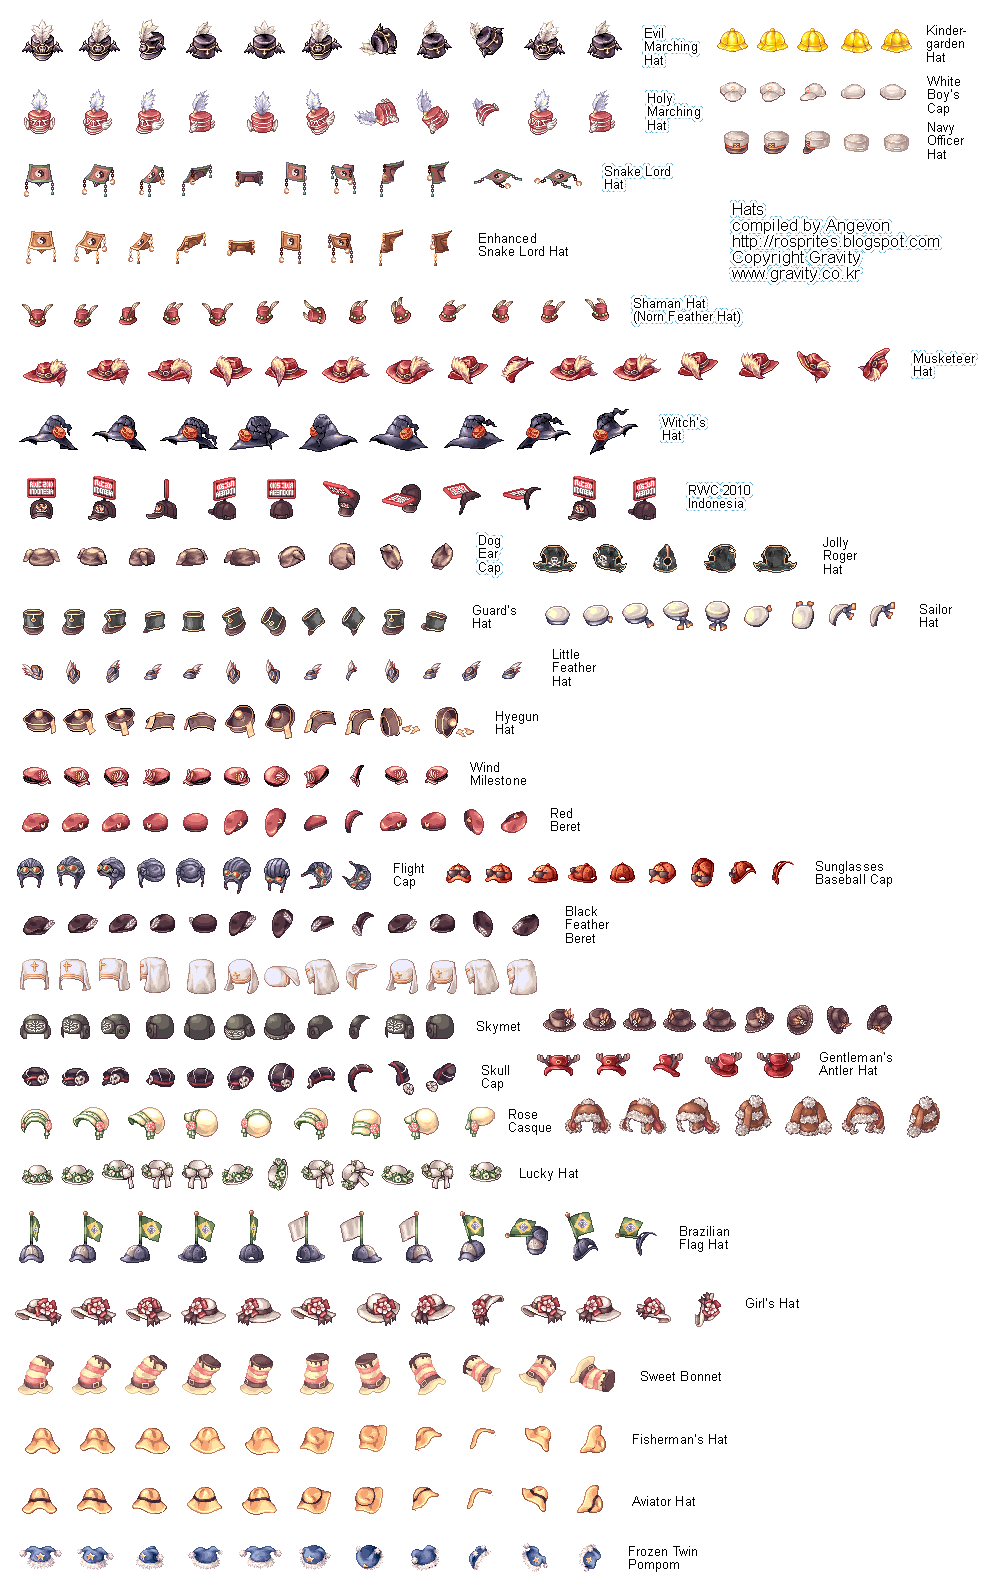 Evil
Marching
Hat
Kinder-
garden
Hat
White
Boy's
Cap
Holy
Marching
Hat
Navy
Officer
Hat
Snake Lord
Hat
Hats
compiled by Angevon
http://rosprites.blogspot.com
Copyright Gravity
www.gravity.co.kr
Enhanced
Snake Lord Hat
Shaman Hat
(Norn Feather Hat)
Musketeer
Hat
Witch's
Hat
RWC 2010
Indonesia
Dog
Ear
Cap
Jolly
Roger
Hat
Guard's
Hat
Sailor
Hat
Little
Feather
Hat
Hyegun
Hat
Wind
Milestone
Red
Beret
Flight
Cap
Sunglasses
Baseball Cap
Black
Feather
Beret
Skymet
Gentleman's
Antler Hat
Skull
Cap
Rose
Casque
Lucky Hat
Brazilian
Flag Hat
Girl's Hat
Sweet Bonnet
Fisherman's Hat
Aviator Hat
Frozen Twin
Pompom